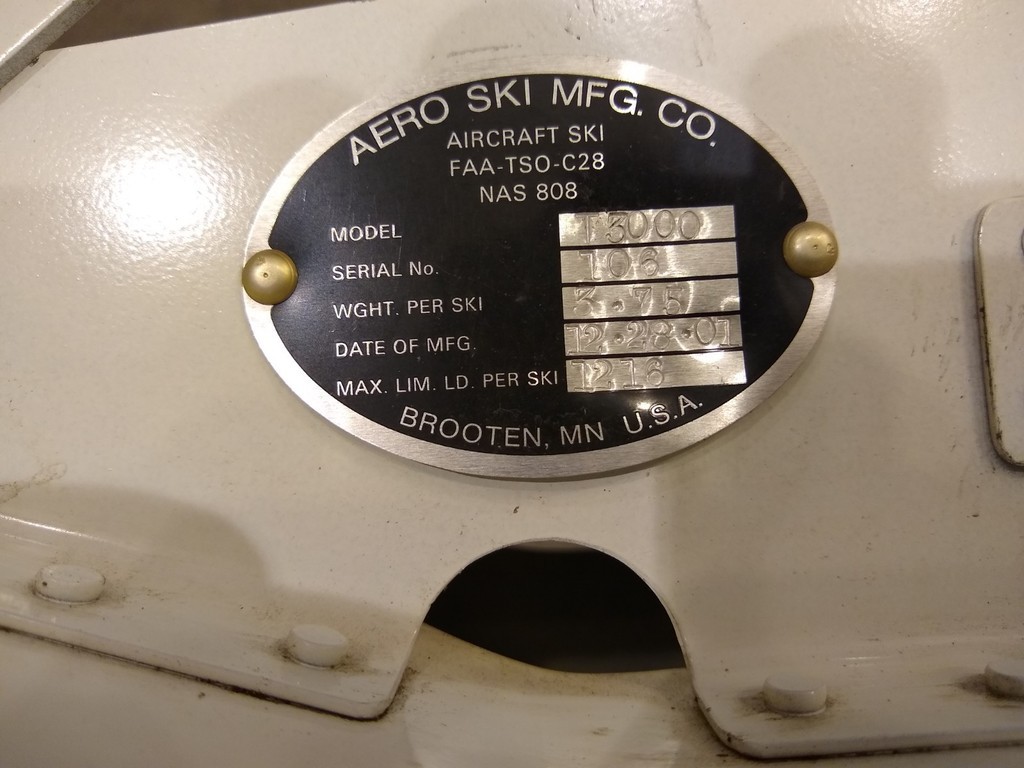 AERO SKI MFG. CO.
AIRCRAFT SKI
FAA-TSO-C28
NAS 808
MODEL T3000
SERIAL No. 106
WGHT. PER SKI 3.75
DATE OF MFG. 12-28-01
MAX. LIM. LD. PER SKI 1216
BROOTEN, MN U.S.A.